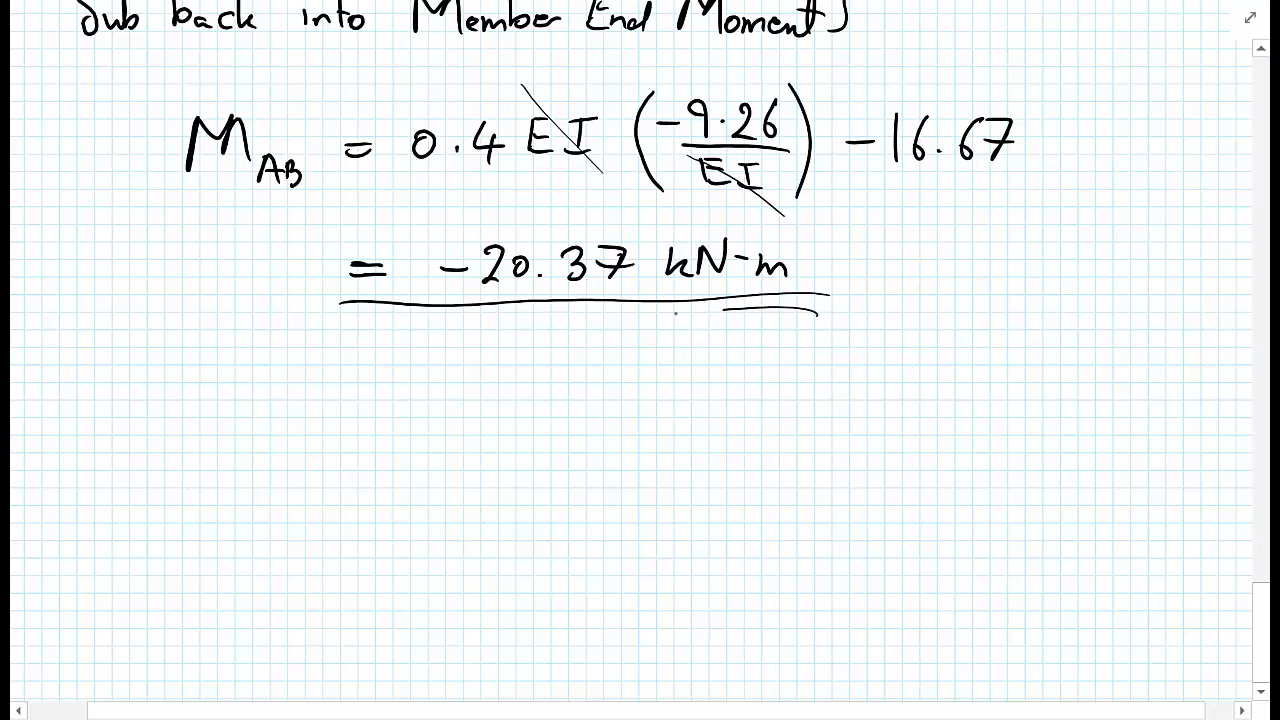 Sub back into Member End Moments
M_AB = 0.4 EI (-9.26/EI) - 16.67
= -20.37 kN-m